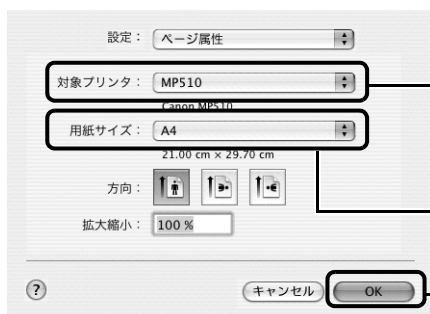 設定： ページ属性
対象プリンタ： MP510
Canon MP510
用紙サイズ： A4
21.00 cm × 29.70 cm
方向：
拡大縮小： 100 %
? キャンセル OK